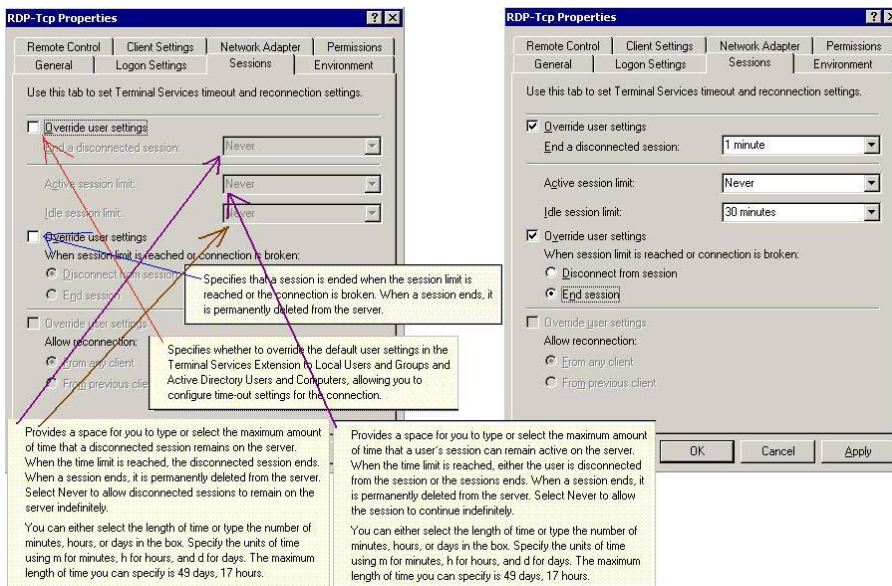 RDP-Tcp Properties
Remote Control Client Settings Network Adapter Permissions
General Logon Settings Sessions Environment
Use this tab to set Terminal Services timeout and reconnection settings.
Override user settings
End a disconnected session: Never
Active session limit: Never
Idle session limit: Never
Override user settings
When session limit is reached or connection is broken:
Disconnect from session
End session
Override user settings
Allow reconnection:
From any client
From previous clie
Specifies that a session is ended when the session limit is
reached or the connection is broken. When a session ends, it
is permanently deleted from the server.
Specifies whether to override the default user settings in the
Terminal Services Extension to Local Users and Groups and
Active Directory Users and Computers, allowing you to
configure time-out settings for the connection.
Provides a space for you to type or select the maximum amount
of time that a disconnected session remains on the server.
When the time limit is reached, the disconnected session ends.
When a session ends, it is permanently deleted from the server.
Select Never to allow disconnected sessions to remain on the
server indefinitely.
You can either select the length of time or type the number of
minutes, hours, or days in the box. Specify the units of time
using m for minutes, h for hours, and d for days. The maximum
length of time you can specify is 49 days, 17 hours.
Provides a space for you to type or select the maximum amount
of time that a user's session can remain active on the server.
When the time limit is reached, either the user is disconnected
from the session or the sessions ends. When a session ends, it
is permanently deleted from the server. Select Never to allow
the session to continue indefinitely.
You can either select the length of time or type the number of
minutes, hours, or days in the box. Specify the units of time
using m for minutes, h for hours, and d for days. The maximum
length of time you can specify is 49 days, 17 hours.
RDP-Tcp Properties
Remote Control Client Settings Network Adapter Permissions
General Logon Settings Sessions Environment
Use this tab to set Terminal Services timeout and reconnection settings.
Override user settings
End a disconnected session: 1 minute
Active session limit: Never
Idle session limit: 30 minutes
Override user settings
When session limit is reached or connection is broken:
Disconnect from session
End session
Override user settings
Allow reconnection:
From any client
From previous client
OK Cancel Apply